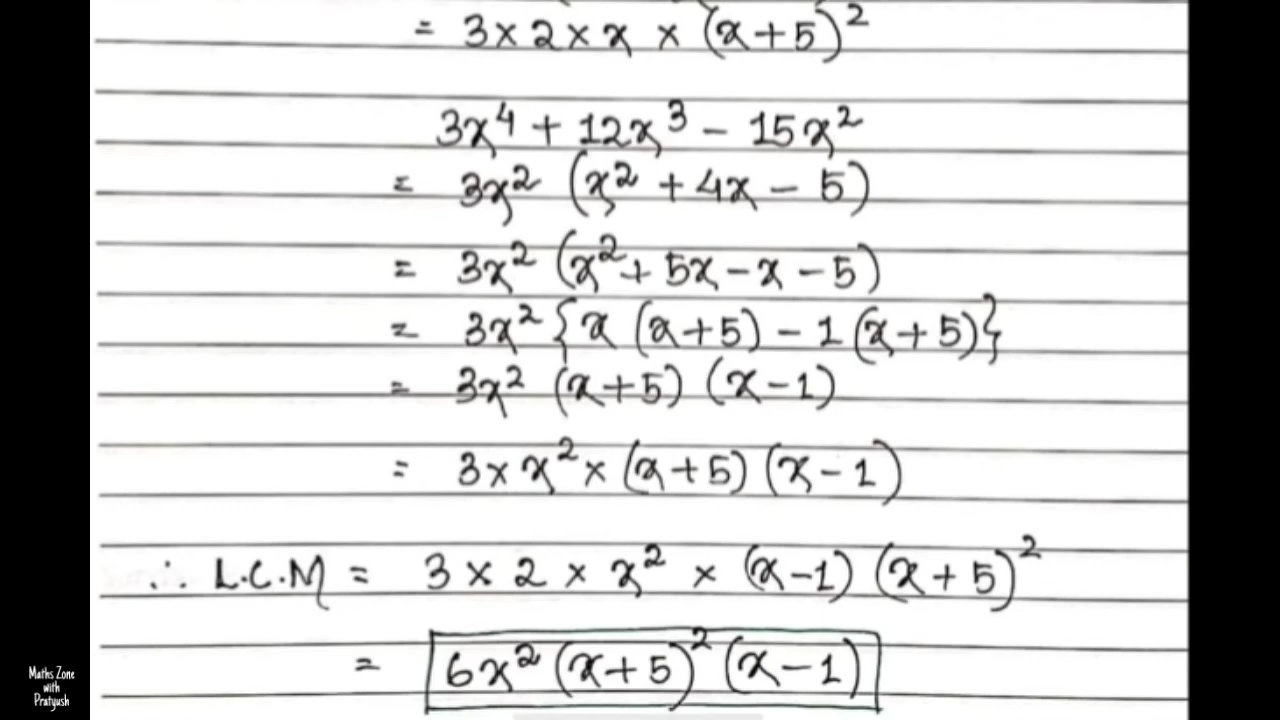 = 3 × 2 × x × (x+5)²
3x⁴ + 12x³ - 15x²
= 3x² (x² + 4x - 5)
= 3x² (x² + 5x - x - 5)
= 3x² {x (x+5) - 1 (x+5)}
= 3x² (x+5) (x-1)
= 3 × x² × (x+5) (x-1)
∴ L.C.M = 3 × 2 × x² × (x-1) (x+5)²
= 6x² (x+5)² (x-1)
Maths Zone
with
Pratyush